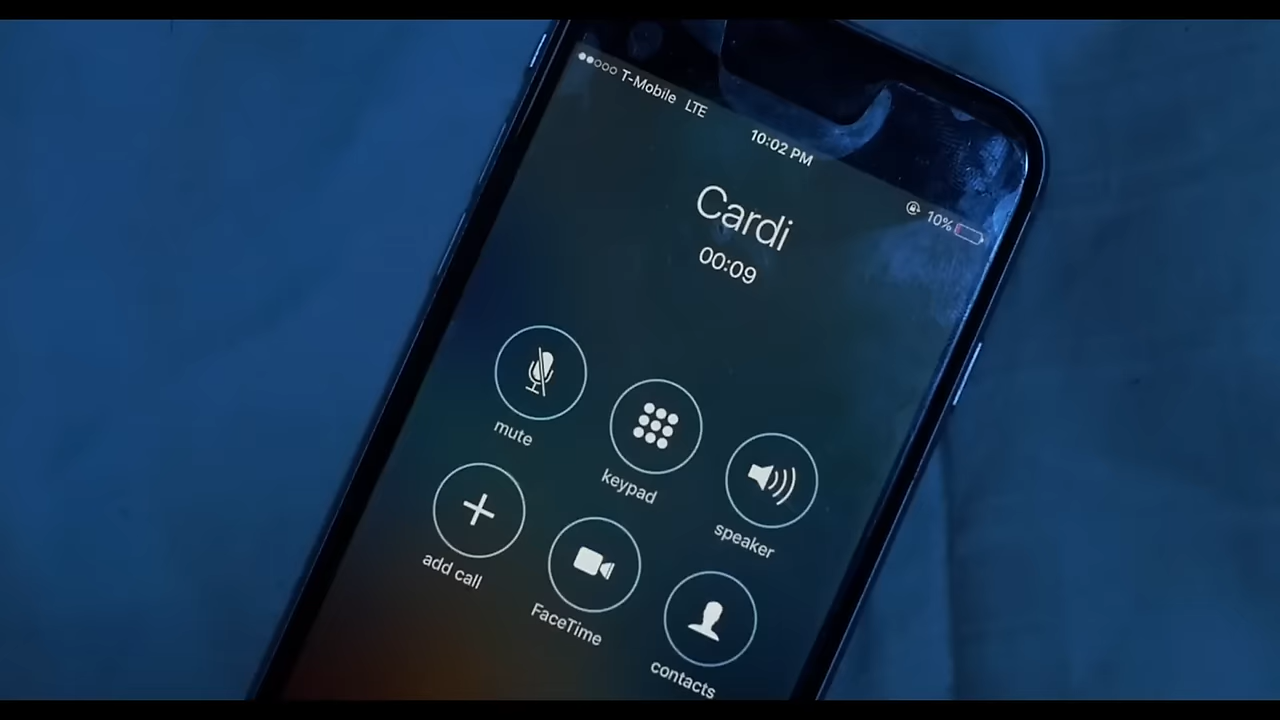 T-Mobile LTE
10:02 PM
10%
Cardi
00:09
mute
keypad
speaker
add call
FaceTime
contacts